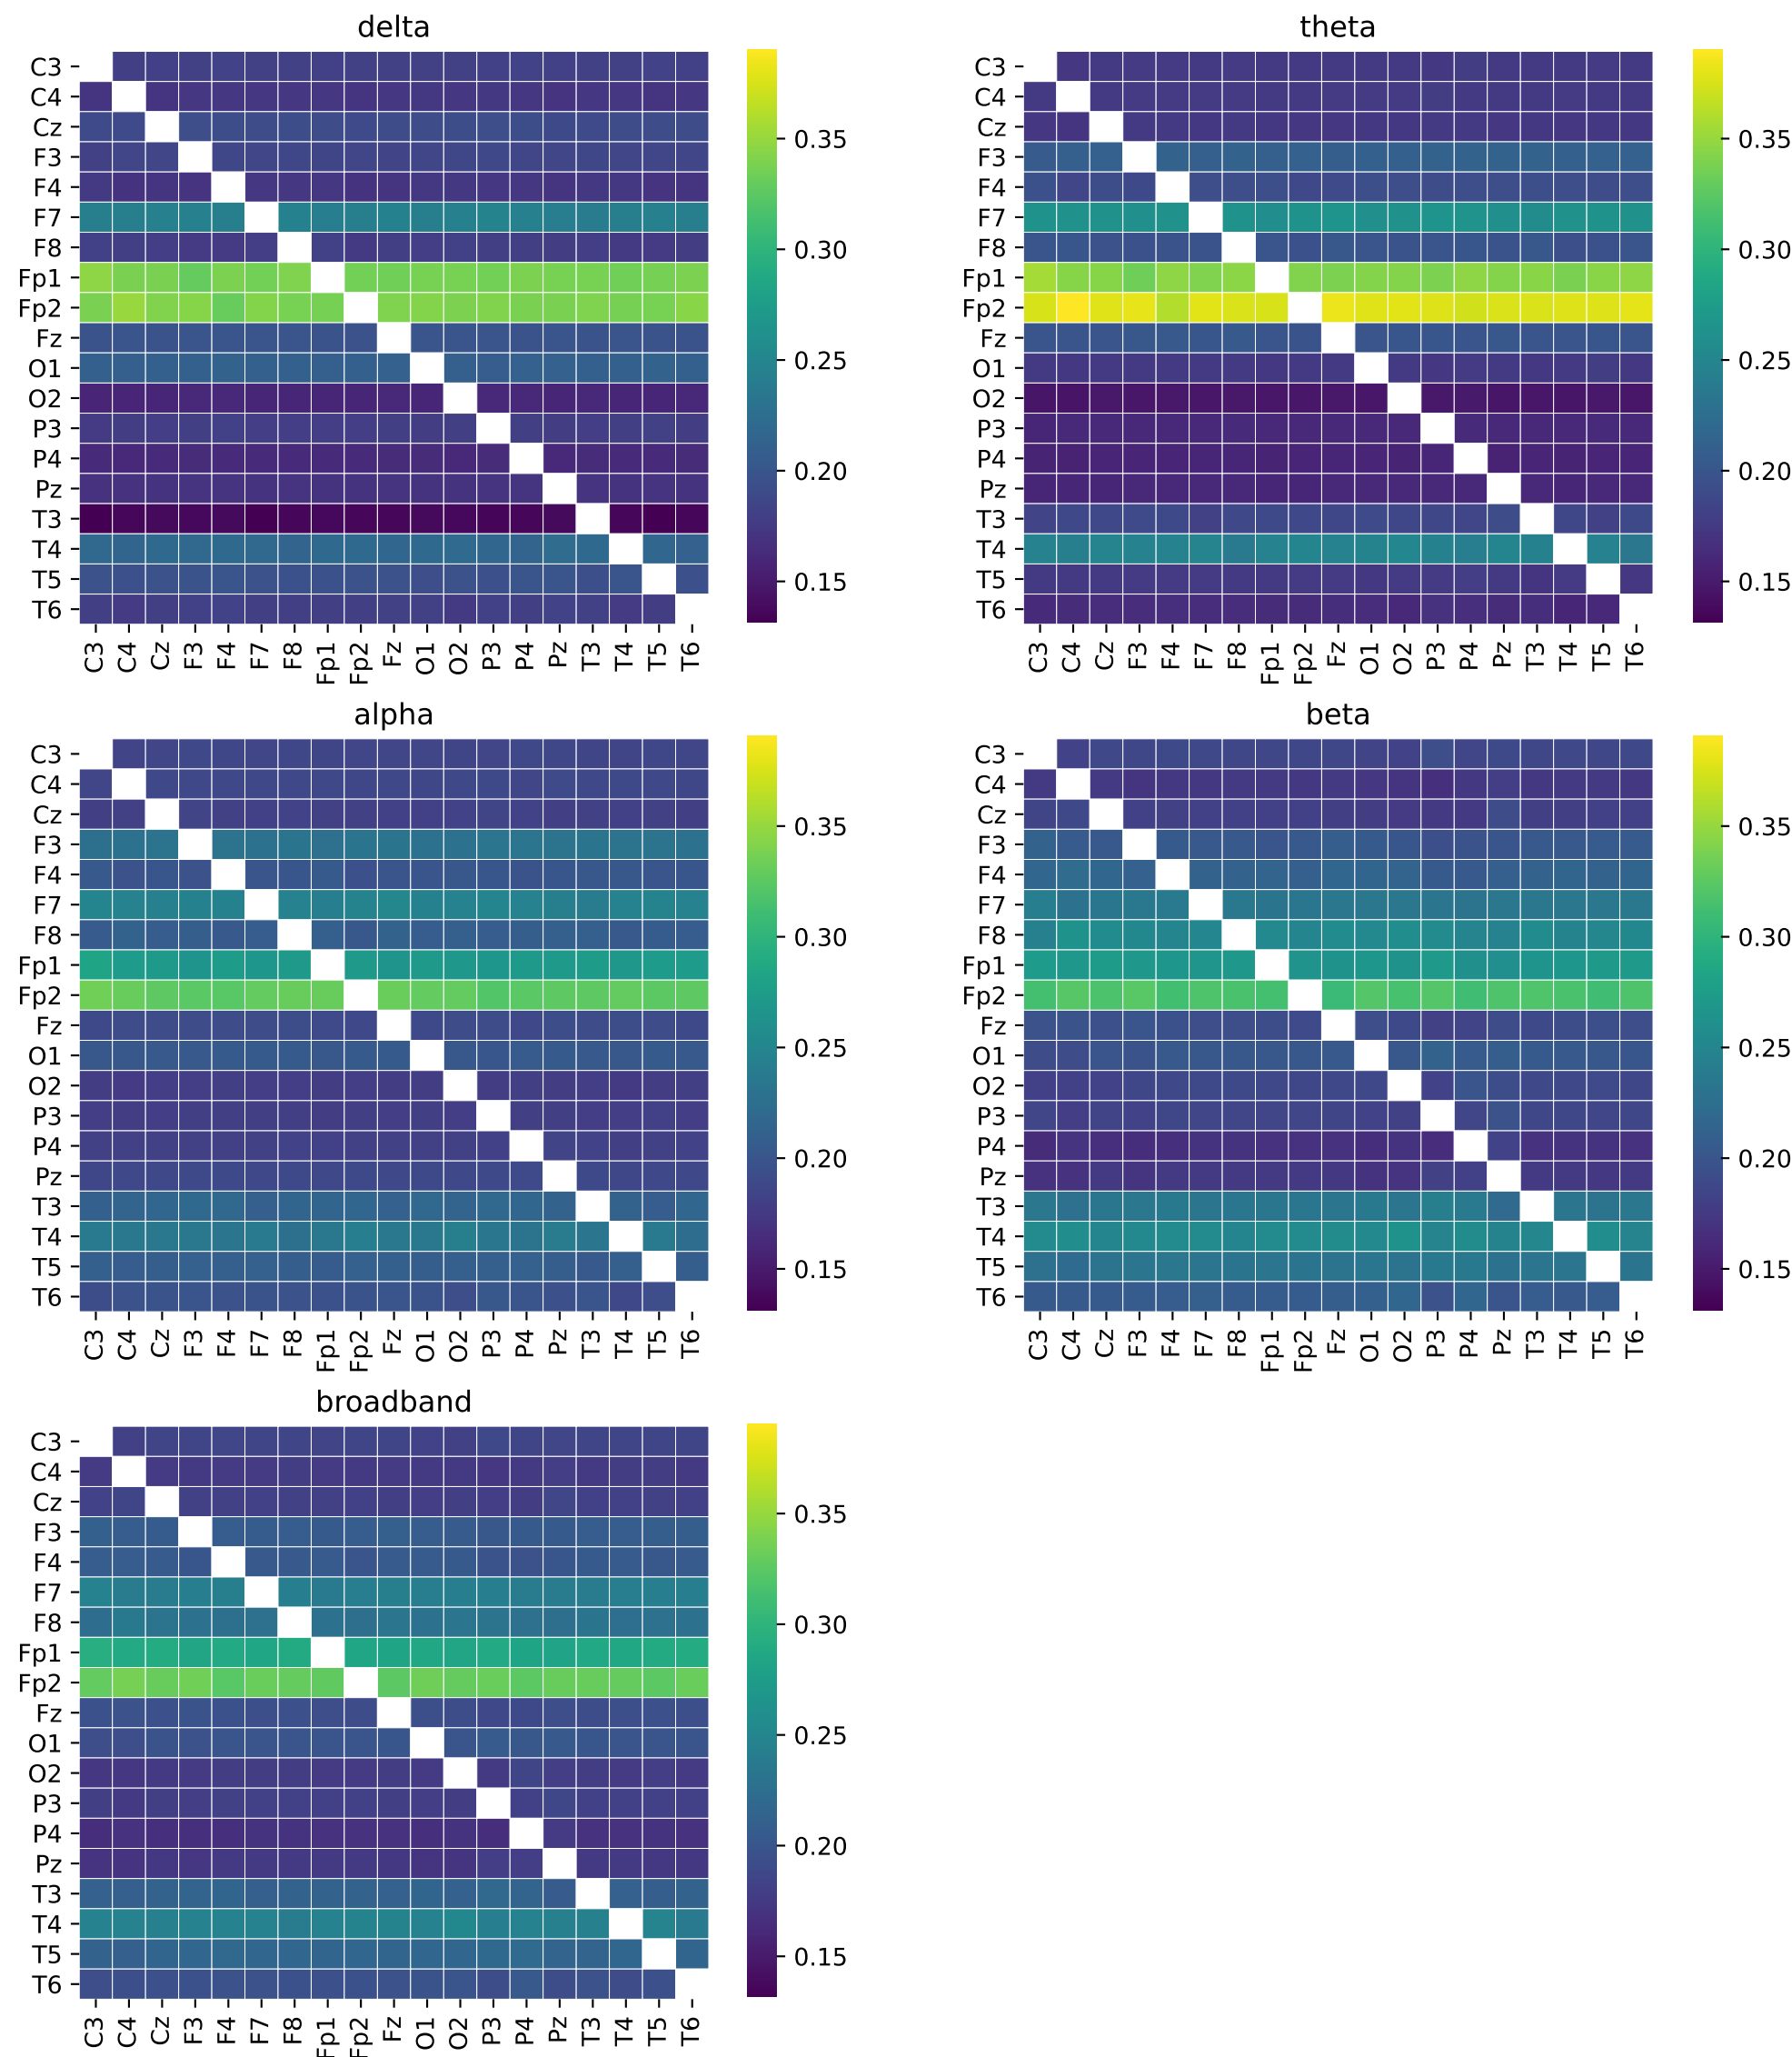 delta
C3
C4
Cz
F3
F4
F7
F8
Fp1
Fp2
Fz
O1
O2
P3
P4
Pz
T3
T4
T5
T6
C3 C4 Cz F3 F4 F7 F8 Fp1 Fp2 Fz O1 O2 P3 P4 Pz T3 T4 T5 T6
0.35
0.30
0.25
0.20
0.15
theta
C3
C4
Cz
F3
F4
F7
F8
Fp1
Fp2
Fz
O1
O2
P3
P4
Pz
T3
T4
T5
T6
C3 C4 Cz F3 F4 F7 F8 Fp1 Fp2 Fz O1 O2 P3 P4 Pz T3 T4 T5 T6
0.35
0.30
0.25
0.20
0.15
alpha
C3
C4
Cz
F3
F4
F7
F8
Fp1
Fp2
Fz
O1
O2
P3
P4
Pz
T3
T4
T5
T6
C3 C4 Cz F3 F4 F7 F8 Fp1 Fp2 Fz O1 O2 P3 P4 Pz T3 T4 T5 T6
0.35
0.30
0.25
0.20
0.15
beta
C3
C4
Cz
F3
F4
F7
F8
Fp1
Fp2
Fz
O1
O2
P3
P4
Pz
T3
T4
T5
T6
C3 C4 Cz F3 F4 F7 F8 Fp1 Fp2 Fz O1 O2 P3 P4 Pz T3 T4 T5 T6
0.35
0.30
0.25
0.20
0.15
broadband
C3
C4
Cz
F3
F4
F7
F8
Fp1
Fp2
Fz
O1
O2
P3
P4
Pz
T3
T4
T5
T6
C3 C4 Cz F3 F4 F7 F8 Fp1 Fp2 Fz O1 O2 P3 P4 Pz T3 T4 T5 T6
0.35
0.30
0.25
0.20
0.15